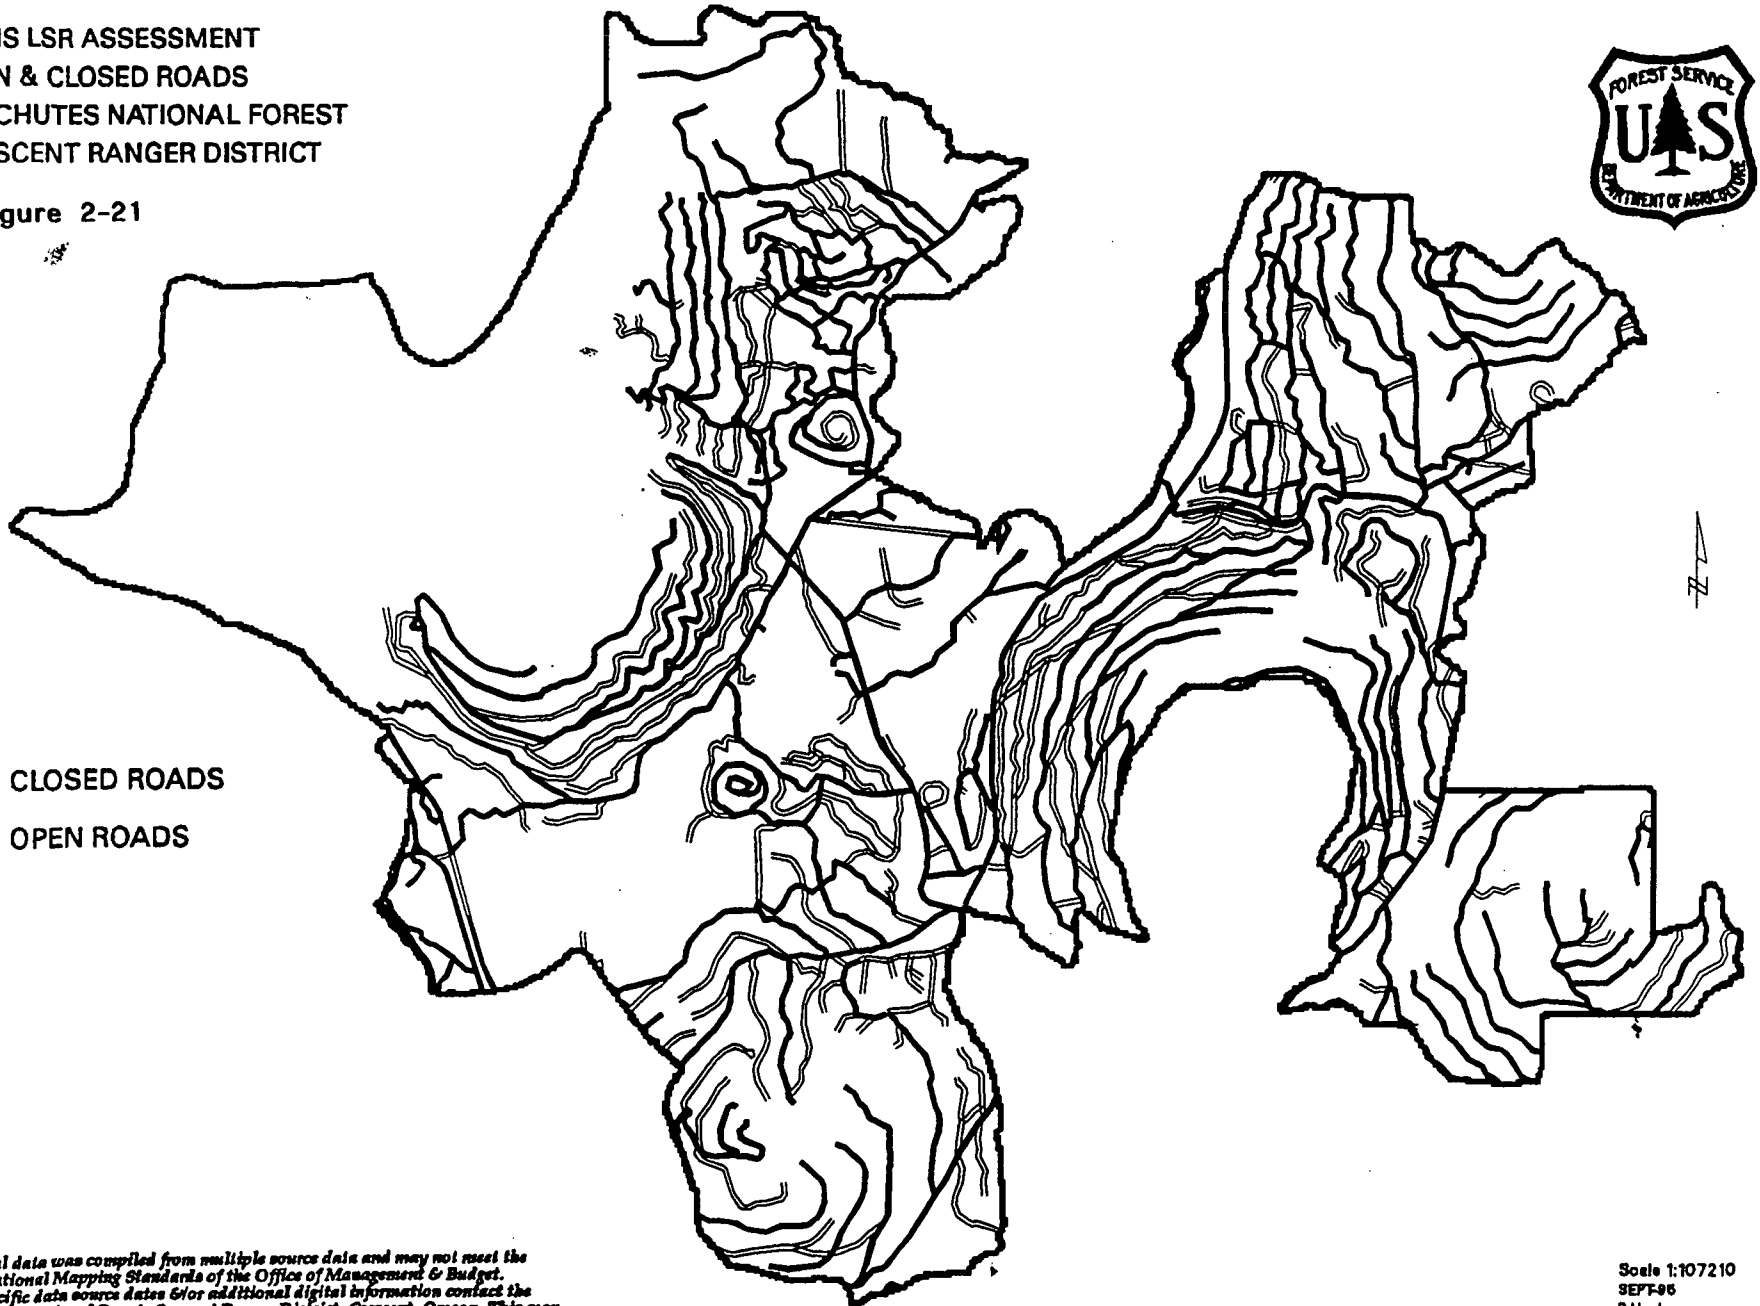 IS LSR ASSESSMENT
N & CLOSED ROADS
CHUTES NATIONAL FOREST
SCENT RANGER DISTRICT
gure 2-21
FOREST SERVICE
U S
DEPARTMENT OF AGRICULTURE
CLOSED ROADS
OPEN ROADS
l data was compiled from multiple source data and may not meet the
tional Mapping Standards of the Office of Management & Budget.
cific data source dates &/or additional digital information contact the
Scale 1:107210
SEPT-95